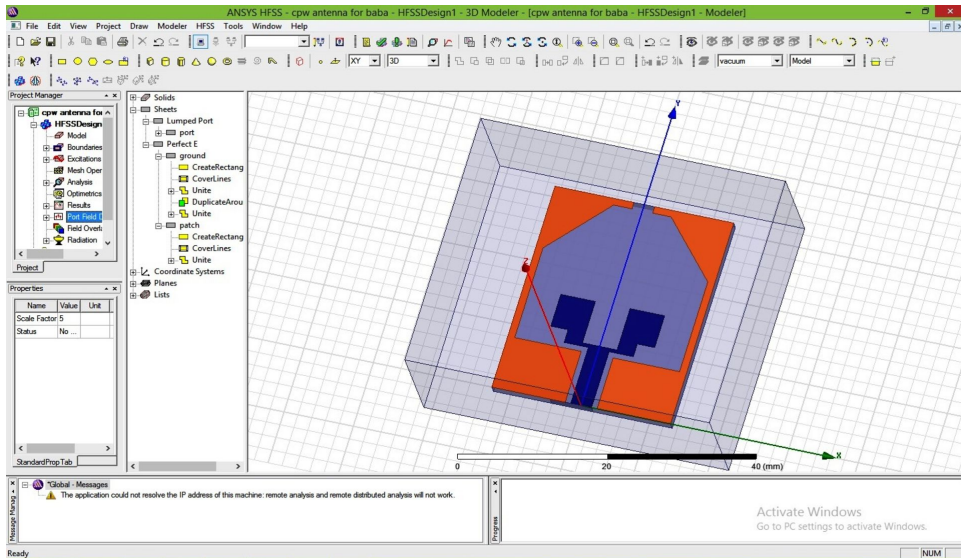 ANSYS HFSS - cpw antenna for baba - HFSSDesign1 - 3D Modeler - [cpw antenna for baba - HFSSDesign1 - Modeler]
File Edit View Project Draw Modeler HFSS Tools Window Help
XY 3D vacuum Model
Project Manager
cpw antenna for
HFSSDesign
Model
Boundaries
Excitations
Mesh Oper
Analysis
Optimetrics
Results
Port Field D
Field Overl
Radiation
Project
Properties
Name Value Unit
Scale Factor 5
Status No ...
StandardPropTab
Solids
Sheets
Lumped Port
port
Perfect E
ground
CreateRectang
CoverLines
Unite
DuplicateArou
Unite
patch
CreateRectang
CoverLines
Unite
Coordinate Systems
Planes
Lists
Y
Z
X
0 20 40 (mm)
Message Manag
*Global - Messages
The application could not resolve the IP address of this machine: remote analysis and remote distributed analysis will not work.
Progress
Activate Windows
Go to PC settings to activate Windows.
Ready NUM